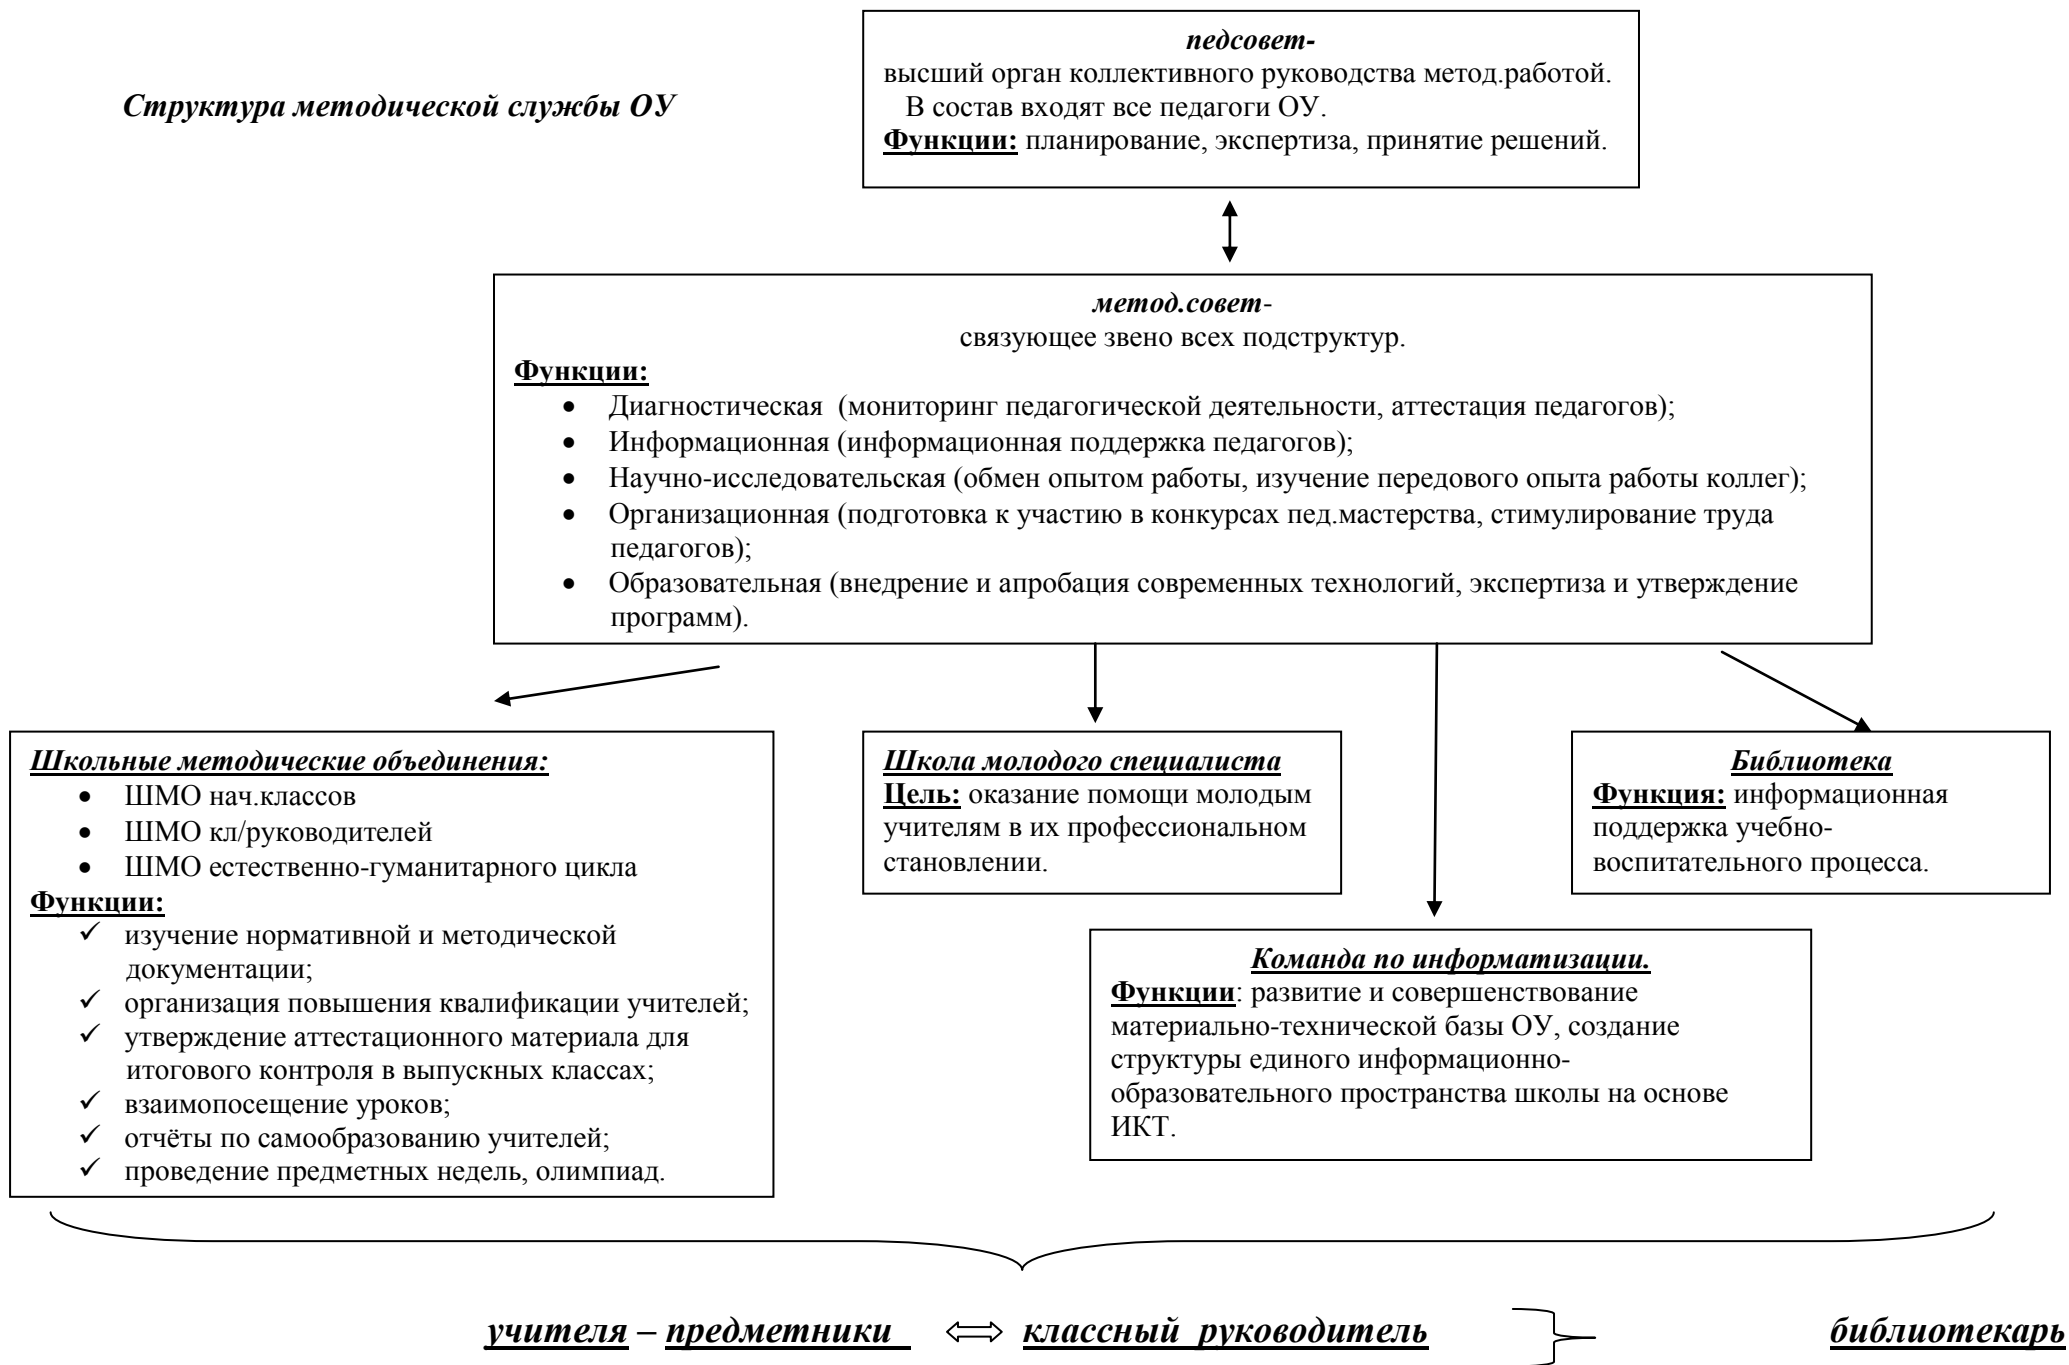 Структура методической службы ОУ
педсовет-
высший орган коллективного руководства метод.работой.
В состав входят все педагоги ОУ.
Функции: планирование, экспертиза, принятие решений.
метод.совет-
связующее звено всех подструктур.
Функции:
• Диагностическая (мониторинг педагогической деятельности, аттестация педагогов);
• Информационная (информационная поддержка педагогов);
• Научно-исследовательская (обмен опытом работы, изучение передового опыта работы коллег);
• Организационная (подготовка к участию в конкурсах пед.мастерства, стимулирование труда
педагогов);
• Образовательная (внедрение и апробация современных технологий, экспертиза и утверждение
программ).
Школьные методические объединения:
• ШМО нач.классов
• ШМО кл/руководителей
• ШМО естественно-гуманитарного цикла
Функции:
✓ изучение нормативной и методической
документации;
✓ организация повышения квалификации учителей;
✓ утверждение аттестационного материала для
итогового контроля в выпускных классах;
✓ взаимопосещение уроков;
✓ отчёты по самообразованию учителей;
✓ проведение предметных недель, олимпиад.
Школа молодого специалиста
Цель: оказание помощи молодым
учителям в их профессиональном
становлении.
Библиотека
Функция: информационная
поддержка учебно-
воспитательного процесса.
Команда по информатизации.
Функции: развитие и совершенствование
материально-технической базы ОУ, создание
структуры единого информационно-
образовательного пространства школы на основе
ИКТ.
учителя – предметники классный руководитель библиотекарь